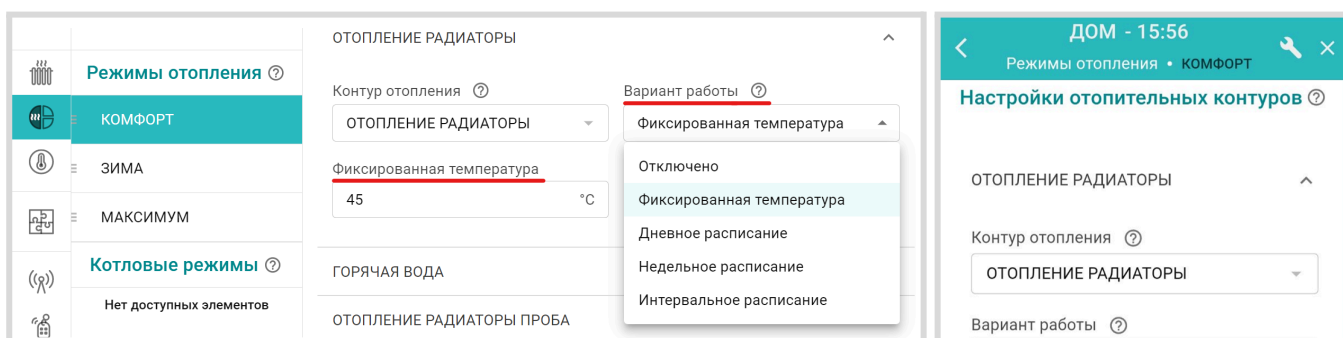 Режимы отопления ?
КОМФОРТ
ЗИМА
МАКСИМУМ
Котловые режимы ?
Нет доступных элементов
ОТОПЛЕНИЕ РАДИАТОРЫ
Контур отопления ?
ОТОПЛЕНИЕ РАДИАТОРЫ
Вариант работы ?
Фиксированная температура
Фиксированная температура
45 °C
Отключено
Фиксированная температура
Дневное расписание
Недельное расписание
Интервальное расписание
ГОРЯЧАЯ ВОДА
ОТОПЛЕНИЕ РАДИАТОРЫ ПРОБА
ДОМ - 15:56
Режимы отопления • КОМФОРТ
Настройки отопительных контуров ?
ОТОПЛЕНИЕ РАДИАТОРЫ
Контур отопления ?
ОТОПЛЕНИЕ РАДИАТОРЫ
Вариант работы ?